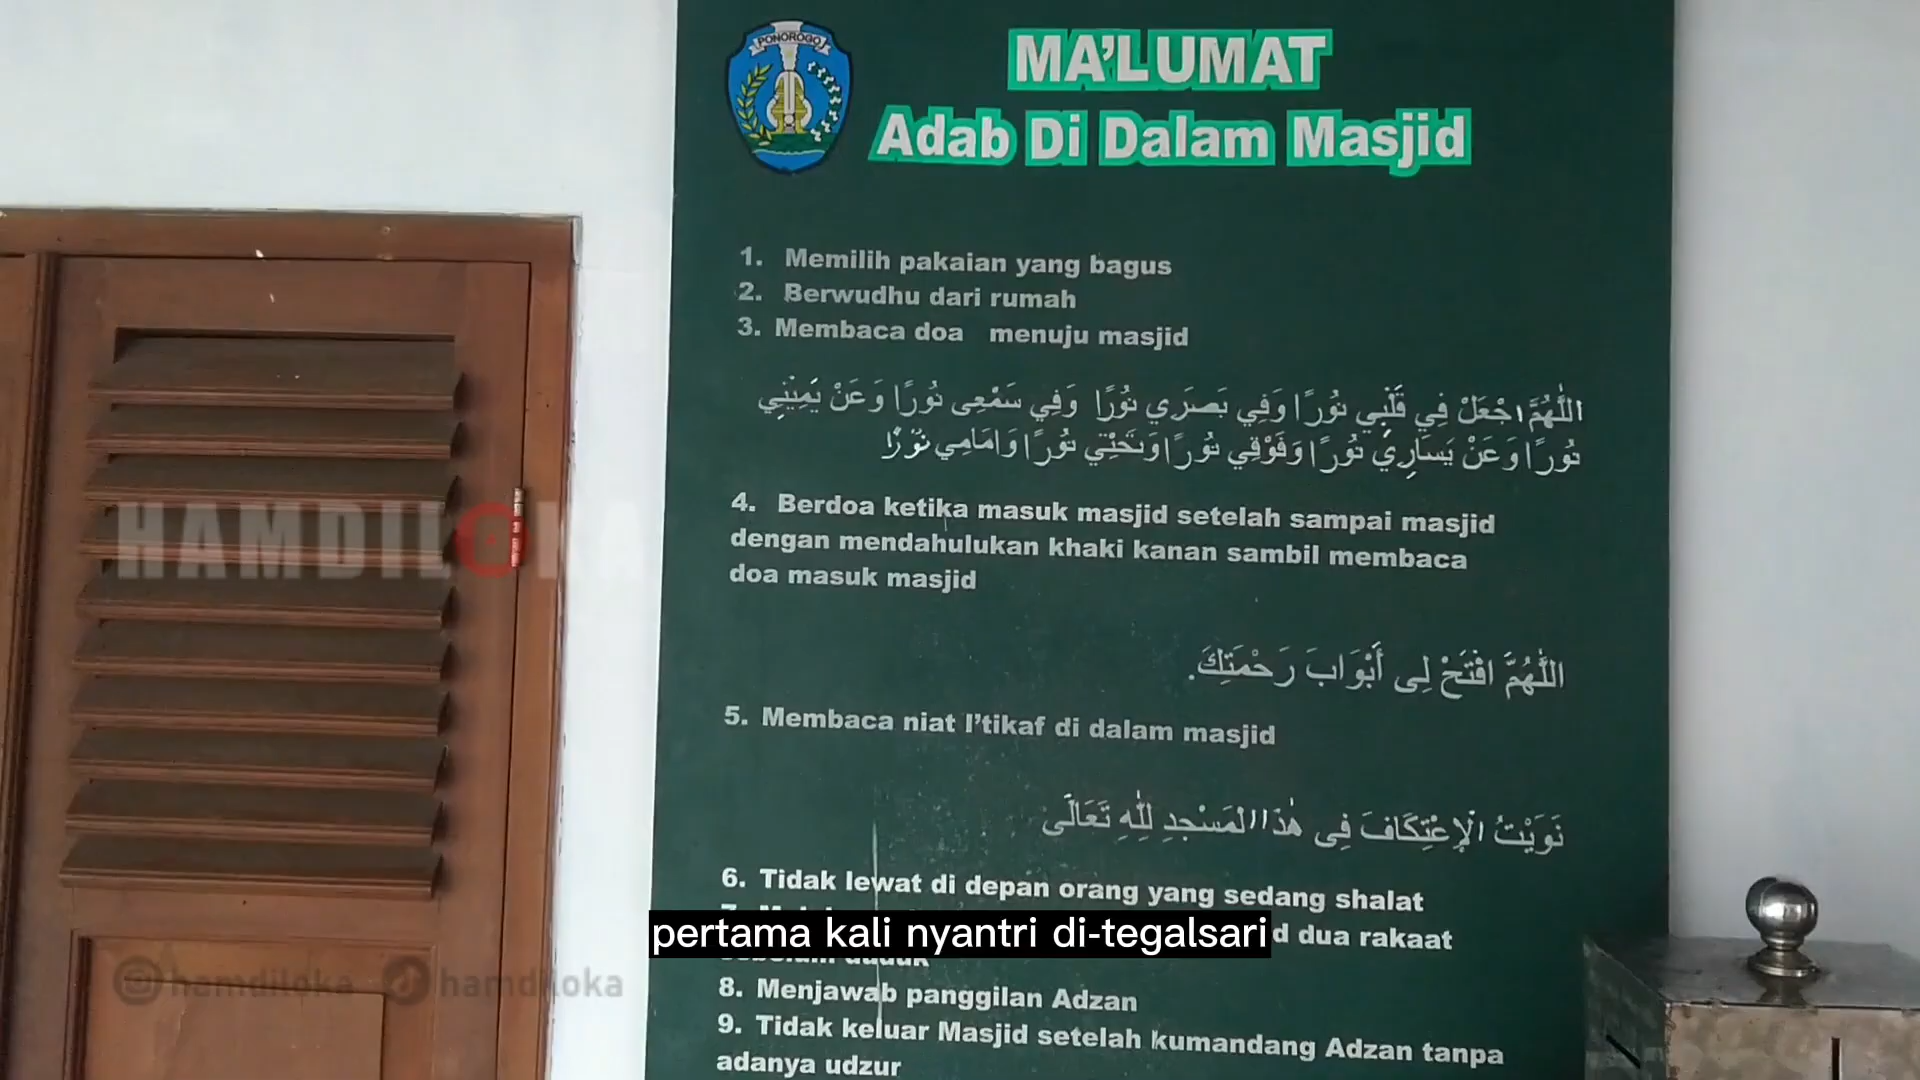 PONOROGO
MA'LUMAT
Adab Di Dalam Masjid
1. Memilih pakaian yang bagus
2. Berwudhu dari rumah
3. Membaca doa menuju masjid
اللّٰهُمَّ اجْعَلْ فِي قَلْبِي نُورًا وَفِي بَصَرِي نُورًا وَفِي سَمْعِى نُورًا وَعَنْ يَمِيْنِي
نُورًا وَعَنْ يَسَارِي نُورًا وَفَوْقِي نُورًا وَتَحْتِي نُورًا وَامَامِي نُوْرًا
4. Berdoa ketika masuk masjid setelah sampai masjid
dengan mendahulukan khaki kanan sambil membaca
doa masuk masjid
اللّٰهُمَّ افْتَحْ لِى أَبْوَابَ رَحْمَتِكَ.
5. Membaca niat I'tikaf di dalam masjid
نَوَيْتُ الْإِعْتِكَافَ فِى هٰذَا الْمَسْجِدِ لِلّٰهِ تَعَالَى
6. Tidak lewat di depan orang yang sedang shalat
7. d dua rakaat
sebelum duduk
8. Menjawab panggilan Adzan
9. Tidak keluar Masjid setelah kumandang Adzan tanpa
adanya udzur
HAMDILOKA
pertama kali nyantri di-tegalsari
hamdiloka hamdiloka